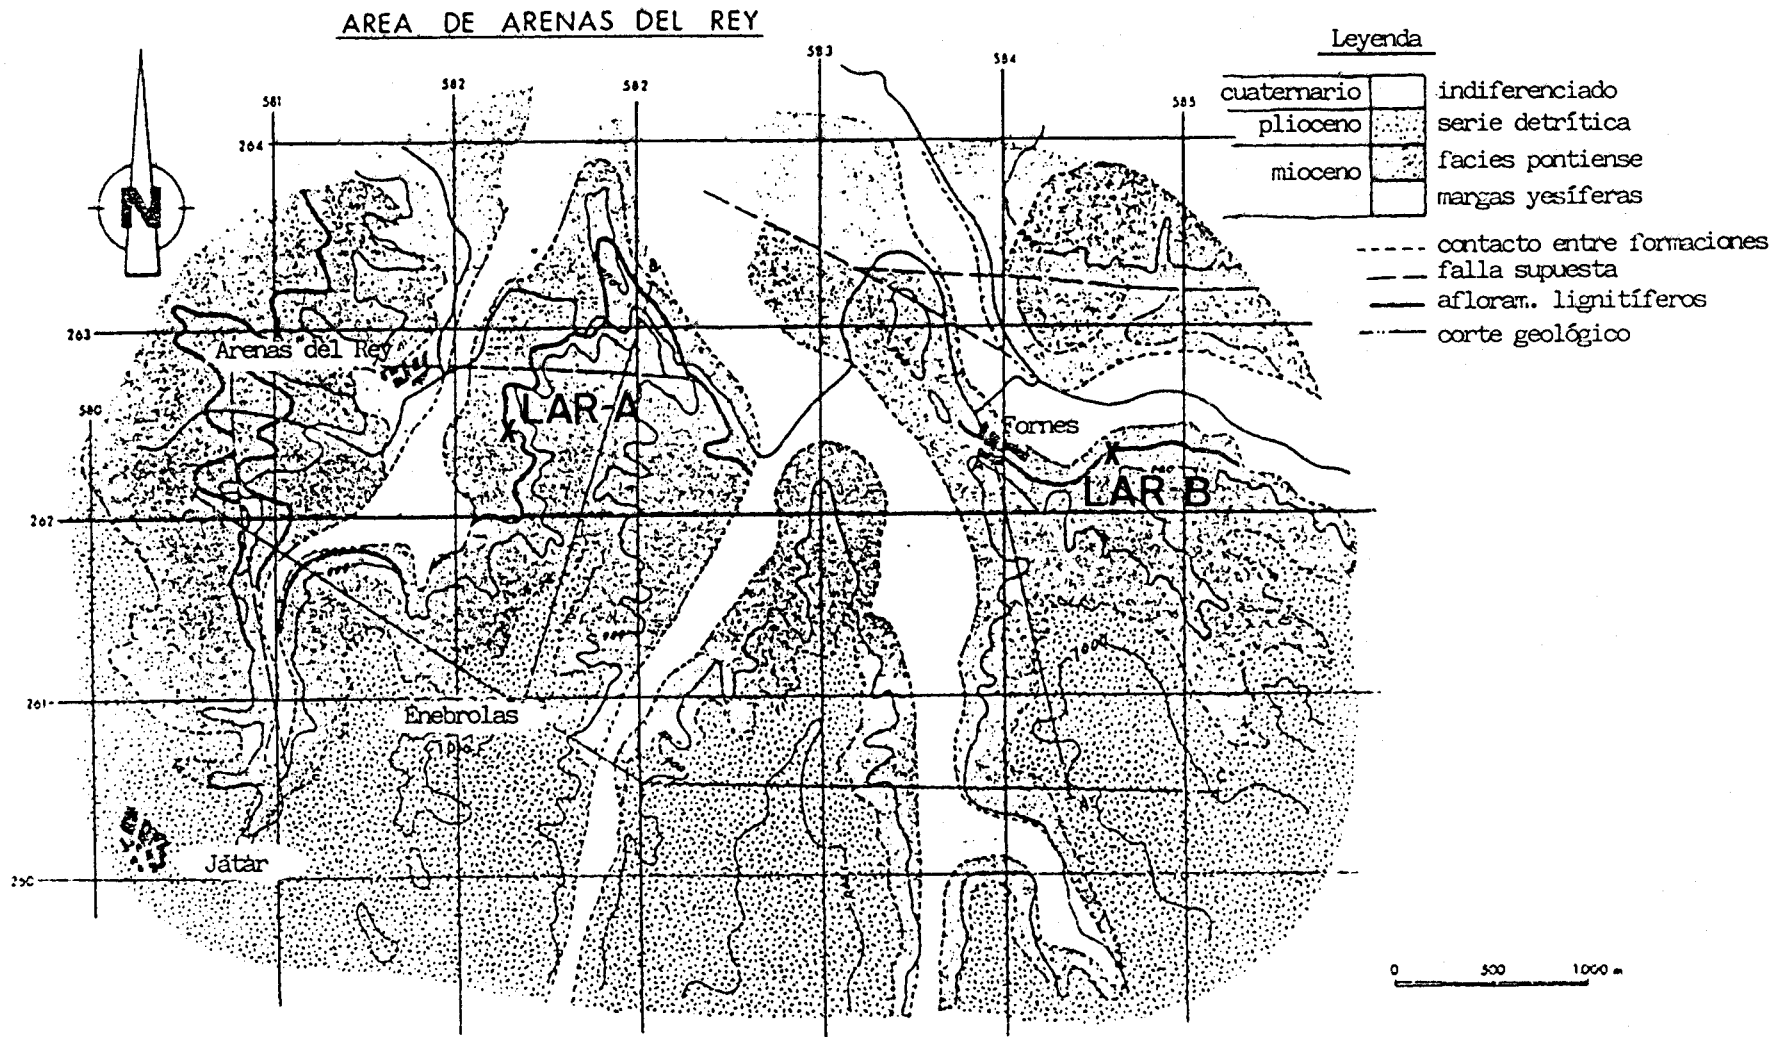 AREA DE ARENAS DEL REY
Leyenda
cuaternario indiferenciado
plioceno serie detrítica
mioceno facies pontiense
margas yesíferas
contacto entre formaciones
falla supuesta
afloram. lignitíferos
corte geológico
N
580
581
582
582
583
584
585
264
263
262
261
260
Arenas del Rey
LAR-A
X
Fornes
X
LAR-B
Enebrolas
Játar
0 500 1000 m